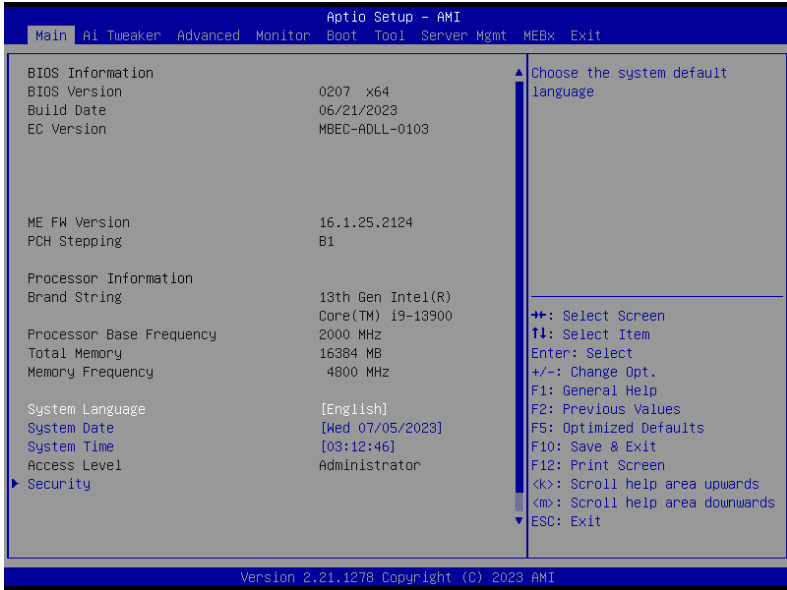 Aptio Setup - AMI
Main Ai Tweaker Advanced Monitor Boot Tool Server Mgmt MEBx Exit
BIOS Information
BIOS Version 0207 x64
Build Date 06/21/2023
EC Version MBEC-ADLL-0103
ME FW Version 16.1.25.2124
PCH Stepping B1
Processor Information
Brand String 13th Gen Intel(R)
Core(TM) i9-13900
Processor Base Frequency 2000 MHz
Total Memory 16384 MB
Memory Frequency 4800 MHz
System Language [English]
System Date [Wed 07/05/2023]
System Time [03:12:46]
Access Level Administrator
Security
Choose the system default
language
→←: Select Screen
↑↓: Select Item
Enter: Select
+/-: Change Opt.
F1: General Help
F2: Previous Values
F5: Optimized Defaults
F10: Save & Exit
F12: Print Screen
<k>: Scroll help area upwards
<m>: Scroll help area downwards
ESC: Exit
Version 2.21.1278 Copyright (C) 2023 AMI